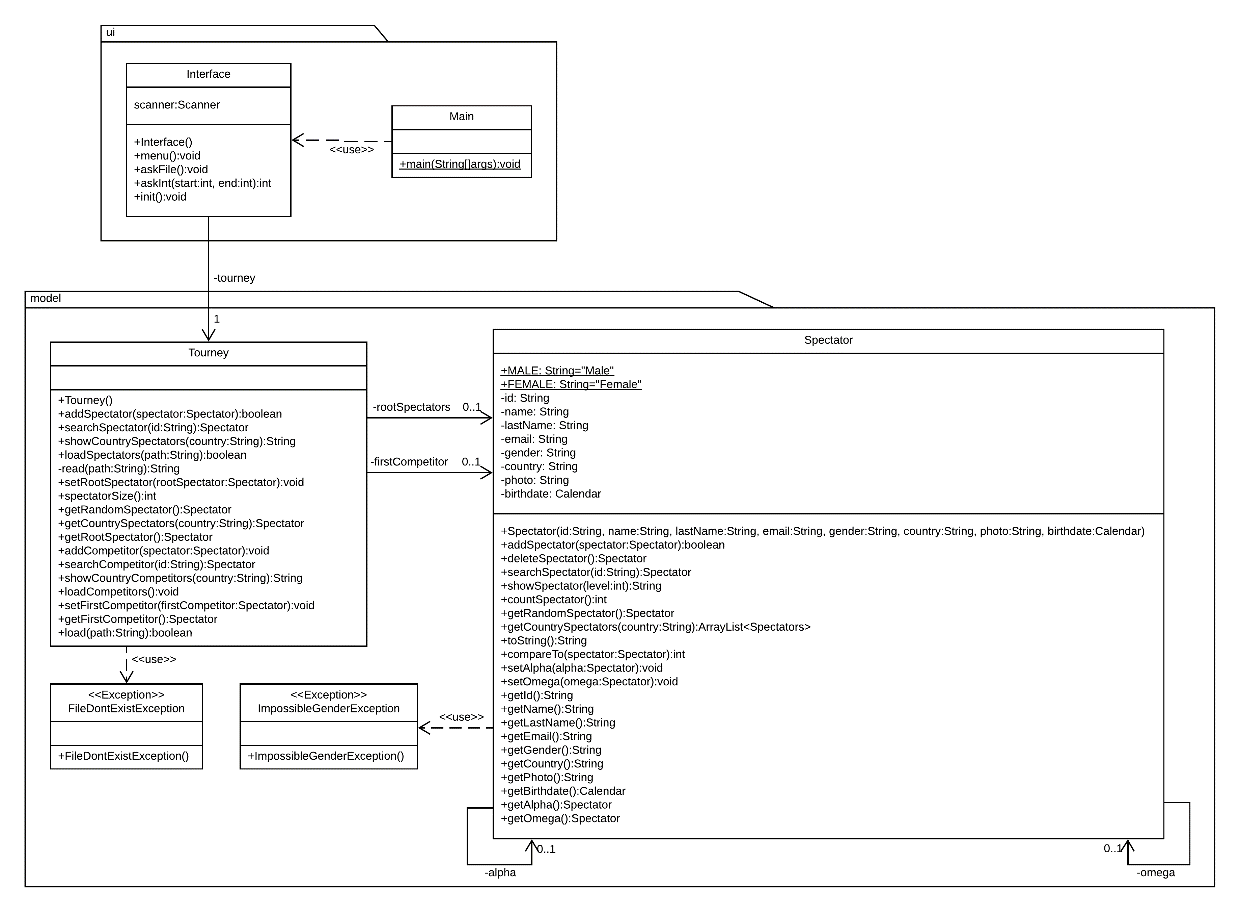 ui
Interface
scanner:Scanner
+Interface()
+menu():void
+askFile():void
+askInt(start:int, end:int):int
+init():void
<<use>>
Main
+main(String[]args):void
-tourney
1
model
Tourney
+Tourney()
+addSpectator(spectator:Spectator):boolean
+searchSpectator(id:String):Spectator
+showCountrySpectators(country:String):String
+loadSpectators(path:String):boolean
-read(path:String):String
+setRootSpectator(rootSpectator:Spectator):void
+spectatorSize():int
+getRandomSpectator():Spectator
+getCountrySpectators(country:String):Spectator
+getRootSpectator():Spectator
+addCompetitor(spectator:Spectator):void
+searchCompetitor(id:String):Spectator
+showCountryCompetitors(country:String):String
+loadCompetitors():void
+setFirstCompetitor(firstCompetitor:Spectator):void
+getFirstCompetitor():Spectator
+load(path:String):boolean
-rootSpectators 0..1
-firstCompetitor 0..1
Spectator
+MALE: String="Male"
+FEMALE: String="Female"
-id: String
-name: String
-lastName: String
-email: String
-gender: String
-country: String
-photo: String
-birthdate: Calendar
+Spectator(id:String, name:String, lastName:String, email:String, gender:String, country:String, photo:String, birthdate:Calendar)
+addSpectator(spectator:Spectator):boolean
+deleteSpectator():Spectator
+searchSpectator(id:String):Spectator
+showSpectator(level:int):String
+countSpectator():int
+getRandomSpectator():Spectator
+getCountrySpectators(country:String):ArrayList<Spectators>
+toString():String
+compareTo(spectator:Spectator):int
+setAlpha(alpha:Spectator):void
+setOmega(omega:Spectator):void
+getId():String
+getName():String
+getLastName():String
+getEmail():String
+getGender():String
+getCountry():String
+getPhoto():String
+getBirthdate():Calendar
+getAlpha():Spectator
+getOmega():Spectator
<<use>>
<<Exception>>
FileDontExistException
+FileDontExistException()
<<Exception>>
ImpossibleGenderException
+ImpossibleGenderException()
<<use>>
0..1
-alpha
0..1
-omega